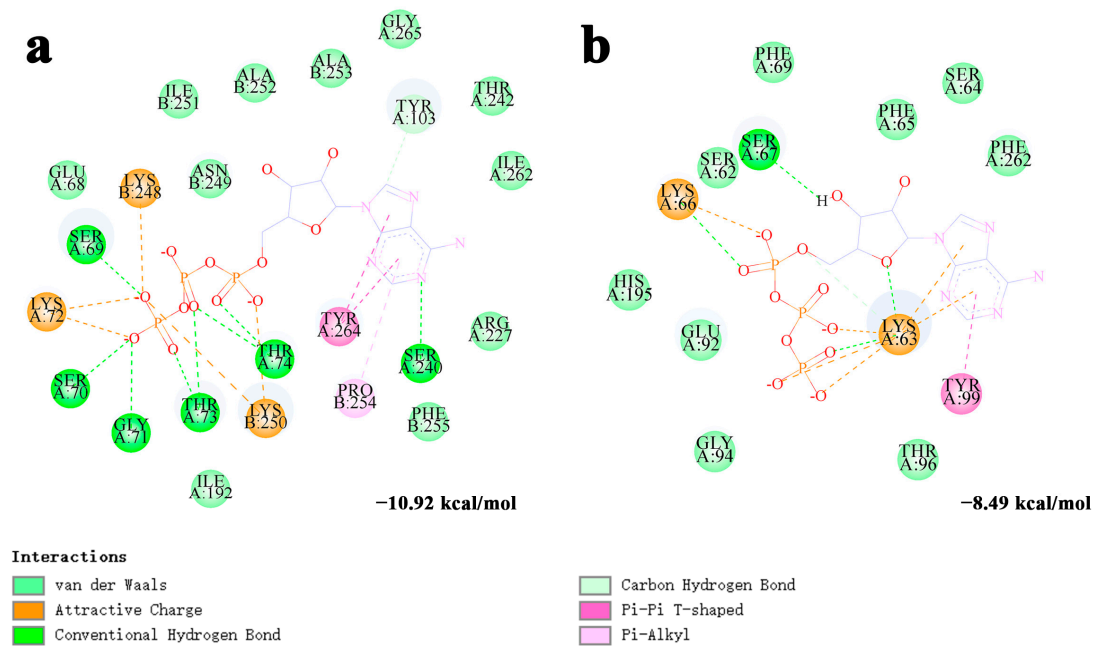 a
GLY
A:265
ALA
B:253
ALA
B:252
ILE
B:251
TYR
A:103
THR
A:242
ILE
A:262
GLU
A:68
LYS
B:248
ASN
B:249
SER
A:69
LYS
A:72
TYR
A:264
ARG
A:227
THR
A:74
SER
A:240
SER
A:70
GLY
A:71
THR
A:73
LYS
B:250
PRO
B:254
PHE
B:255
ILE
A:192
O
O
O
N
N
N
N
N
O
O
P
P
P
O
-O
O
O
O-
O
-O
-O
O
−10.92 kcal/mol
b
PHE
A:69
SER
A:64
PHE
A:65
SER
A:67
SER
A:62
PHE
A:262
LYS
A:66
HIS
A:195
GLU
A:92
LYS
A:63
TYR
A:99
GLY
A:94
THR
A:96
H
O
O
O
N
N
N
N
N
-O
O
P
O
O
O
P
O-
O
O
P
-O
O-
−8.49 kcal/mol
Interactions
van der Waals
Attractive Charge
Conventional Hydrogen Bond
Carbon Hydrogen Bond
Pi-Pi T-shaped
Pi-Alkyl